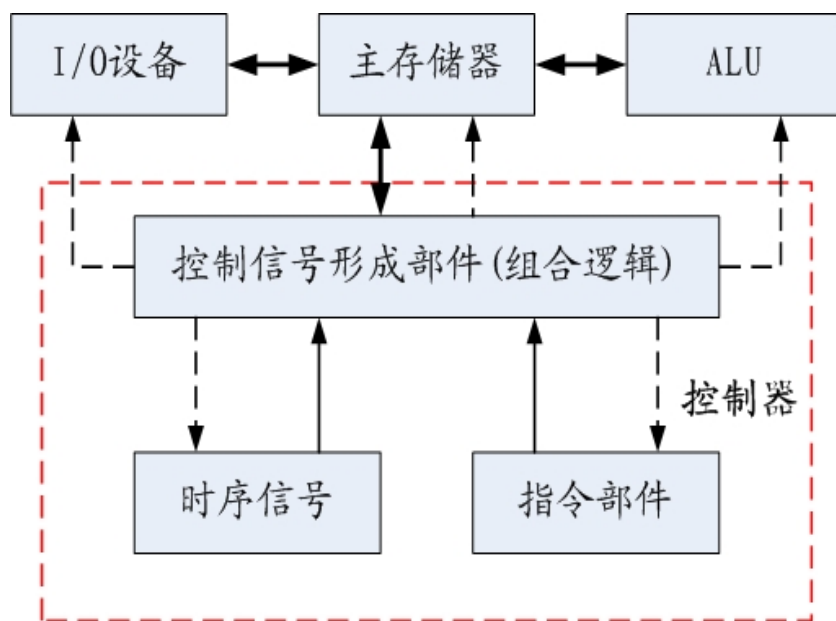 I/O设备
主存储器
ALU
控制信号形成部件(组合逻辑)
控制器
时序信号
指令部件